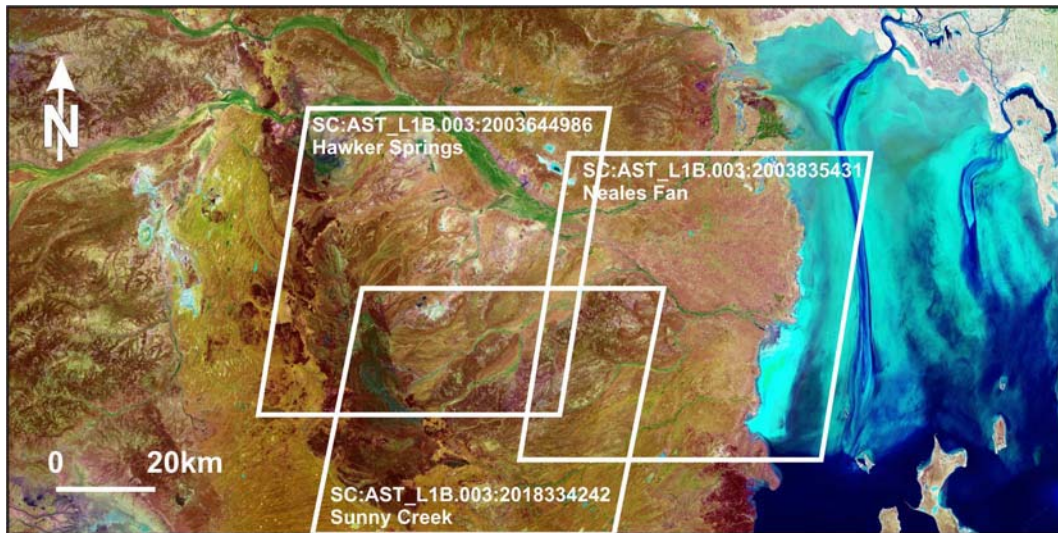 SC:AST_L1B.003:2003644986
Hawker Springs
SC:AST_L1B.003:2003835431
Neales Fan
N
0 20km
SC:AST_L1B.003:2018334242
Sunny Creek